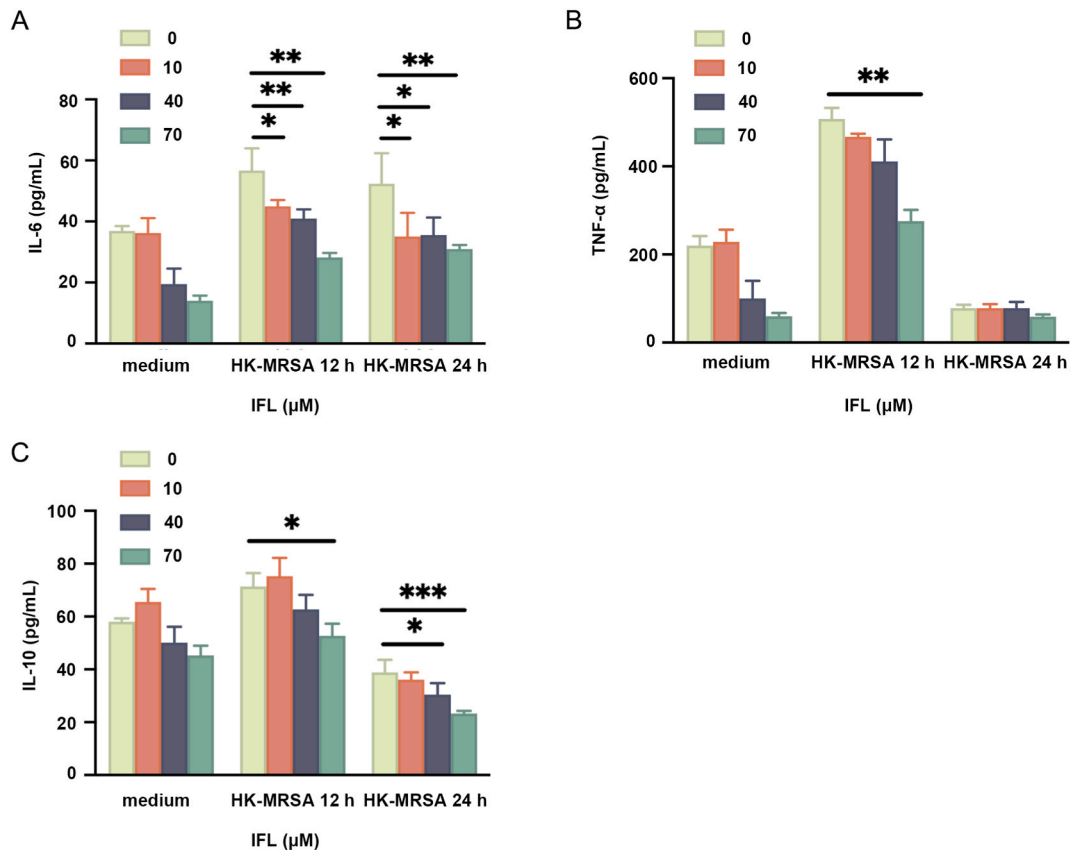 A
0
10
40
70
** **
** *
* *
80
60
40
20
0
IL-6 (pg/mL)
medium HK-MRSA 12 h HK-MRSA 24 h
IFL (μM)
B
0
10
40
70
**
600
400
200
0
TNF-α (pg/mL)
medium HK-MRSA 12 h HK-MRSA 24 h
IFL (μM)
C
0
10
40
70
*
***
*
100
80
60
40
20
0
IL-10 (pg/mL)
medium HK-MRSA 12 h HK-MRSA 24 h
IFL (μM)